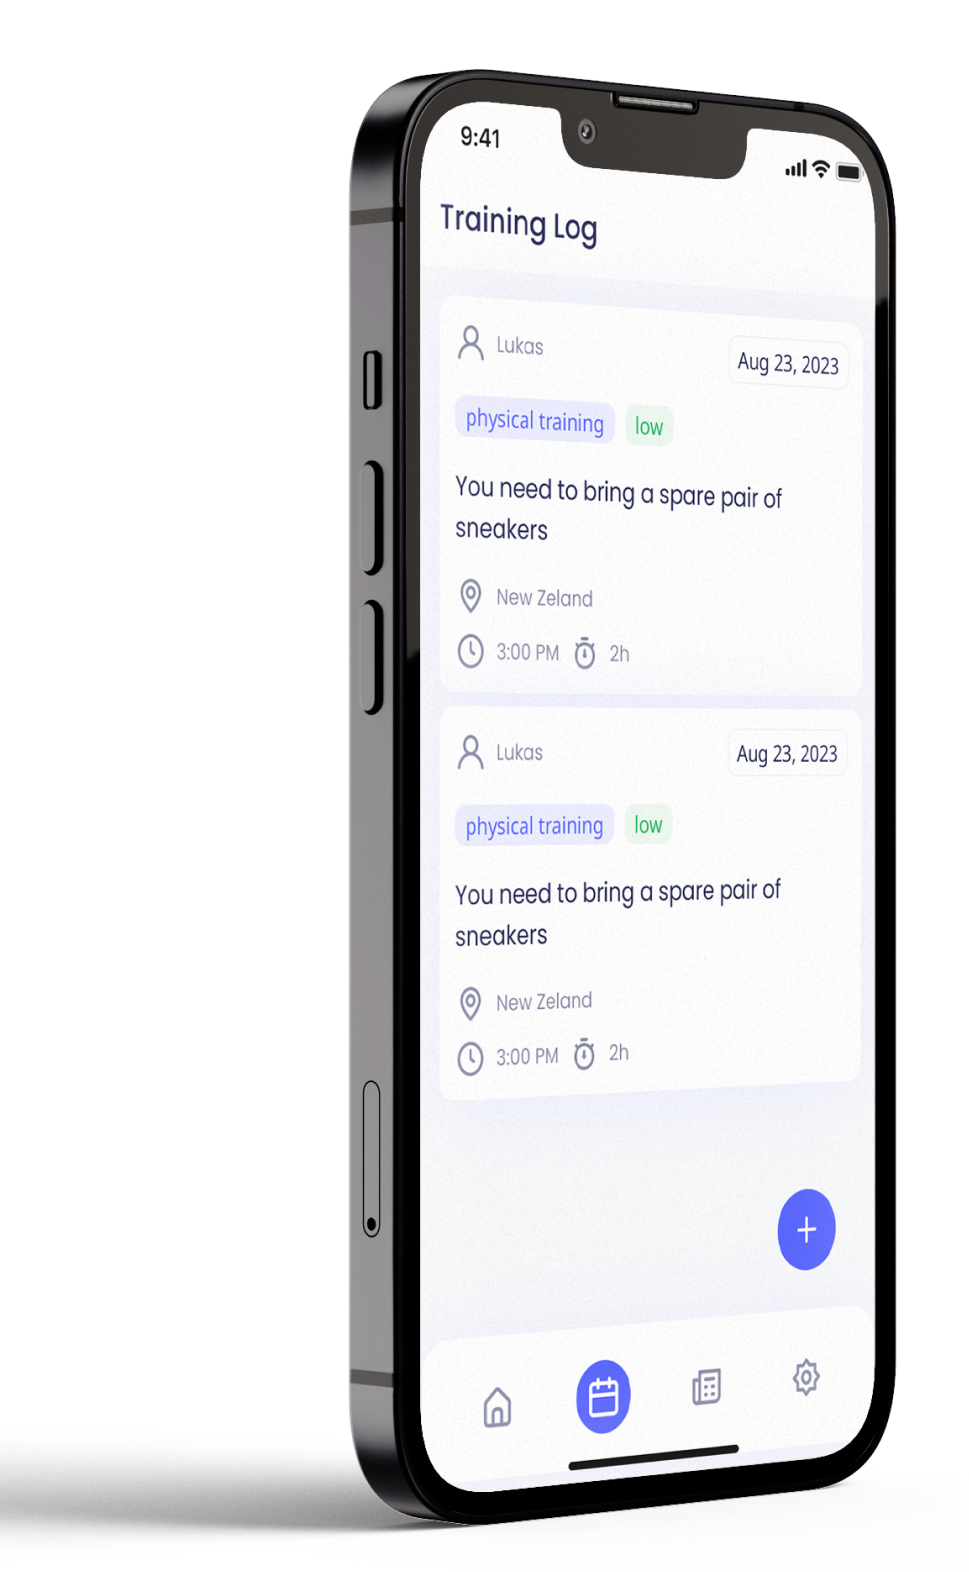 9:41
Training Log
Lukas
Aug 23, 2023
physical training
low
You need to bring a spare pair of
sneakers
New Zeland
3:00 PM
2h
Lukas
Aug 23, 2023
physical training
low
You need to bring a spare pair of
sneakers
New Zeland
3:00 PM
2h